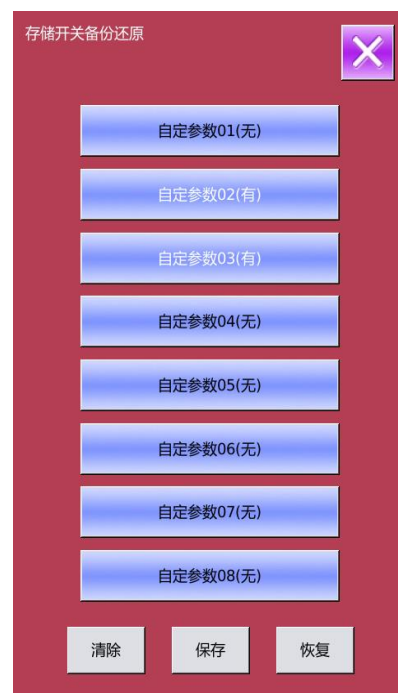 存储开关备份还原
自定参数01(无)
自定参数02(有)
自定参数03(有)
自定参数04(无)
自定参数05(无)
自定参数06(无)
自定参数07(无)
自定参数08(无)
清除 保存 恢复